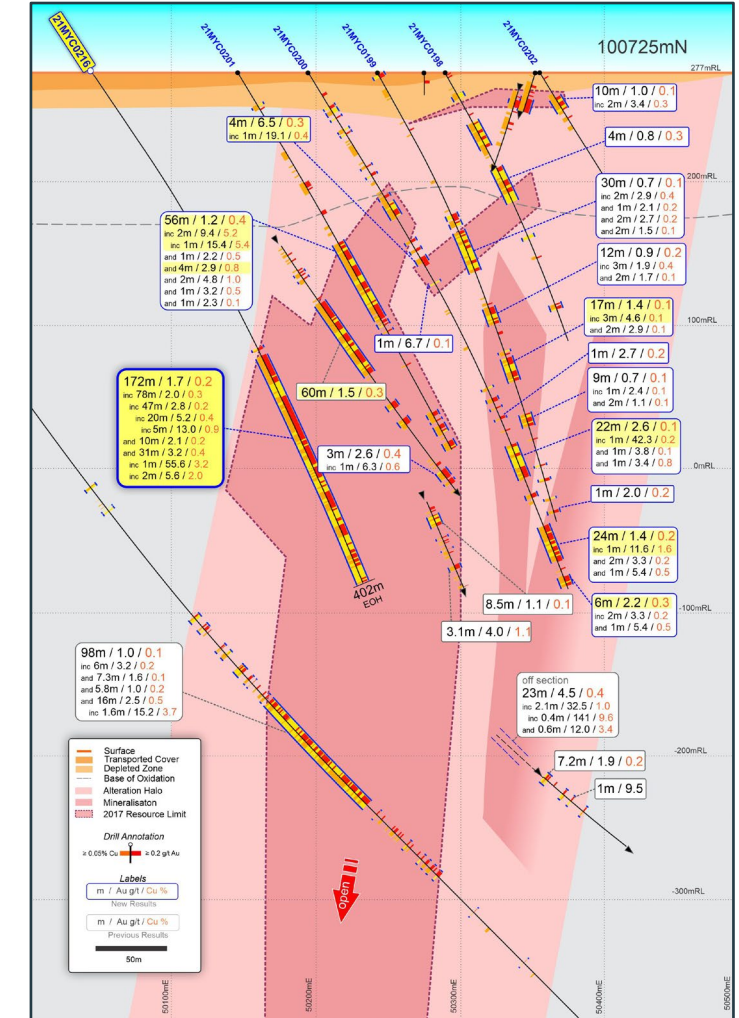 21MYC0216
21MYC0201
21MYC0200
21MYC0199
21MYC0198
21MYC0202
100725mN
277mRL
10m / 1.0 / 0.1
inc 2m / 3.4 / 0.3
4m / 6.5 / 0.3
inc 1m / 19.1 / 0.4
4m / 0.8 / 0.3
200mRL
30m / 0.7 / 0.1
inc 2m / 2.9 / 0.4
and 1m / 2.1 / 0.2
and 2m / 2.7 / 0.2
and 2m / 1.5 / 0.1
56m / 1.2 / 0.4
inc 2m / 9.4 / 5.2
inc 1m / 15.4 / 5.4
and 1m / 2.2 / 0.5
and 4m / 2.9 / 0.8
and 2m / 4.8 / 1.0
and 1m / 3.2 / 0.5
and 1m / 2.3 / 0.1
12m / 0.9 / 0.2
inc 3m / 1.9 / 0.4
and 2m / 1.7 / 0.1
17m / 1.4 / 0.1
inc 3m / 4.6 / 0.1
and 2m / 2.9 / 0.1
100mRL
1m / 6.7 / 0.1
1m / 2.7 / 0.2
172m / 1.7 / 0.2
inc 78m / 2.0 / 0.3
inc 47m / 2.8 / 0.2
inc 20m / 5.2 / 0.4
inc 5m / 13.0 / 0.9
and 10m / 2.1 / 0.2
and 31m / 3.2 / 0.4
inc 1m / 55.6 / 3.2
inc 2m / 5.6 / 2.0
60m / 1.5 / 0.3
9m / 0.7 / 0.1
inc 1m / 2.4 / 0.1
and 2m / 1.1 / 0.1
22m / 2.6 / 0.1
inc 1m / 42.3 / 0.2
and 1m / 3.8 / 0.1
and 1m / 3.4 / 0.8
3m / 2.6 / 0.4
inc 1m / 6.3 / 0.6
0mRL
1m / 2.0 / 0.2
24m / 1.4 / 0.2
inc 1m / 11.6 / 1.6
and 2m / 3.3 / 0.2
and 1m / 5.4 / 0.5
402m
EOH
8.5m / 1.1 / 0.1
6m / 2.2 / 0.3
inc 2m / 3.3 / 0.2
and 1m / 5.4 / 0.5
-100mRL
3.1m / 4.0 / 1.1
98m / 1.0 / 0.1
inc 6m / 3.2 / 0.2
and 7.3m / 1.6 / 0.1
and 5.8m / 1.0 / 0.2
and 16m / 2.5 / 0.5
inc 1.6m / 15.2 / 3.7
off section
23m / 4.5 / 0.4
inc 2.1m / 32.5 / 1.0
inc 0.4m / 141 / 9.6
and 0.6m / 12.0 / 3.4
-200mRL
7.2m / 1.9 / 0.2
1m / 9.5
Surface
Transported Cover
Depleted Zone
Base of Oxidation
Alteration Halo
Mineralisaton
2017 Resource Limit
Drill Annotation
≥ 0.05% Cu
≥ 0.2 g/t Au
Labels
m / Au g/t / Cu %
New Results
m / Au g/t / Cu %
Previous Results
50m
open
-300mRL
50100mE
50200mE
50300mE
50400mE
50500mE